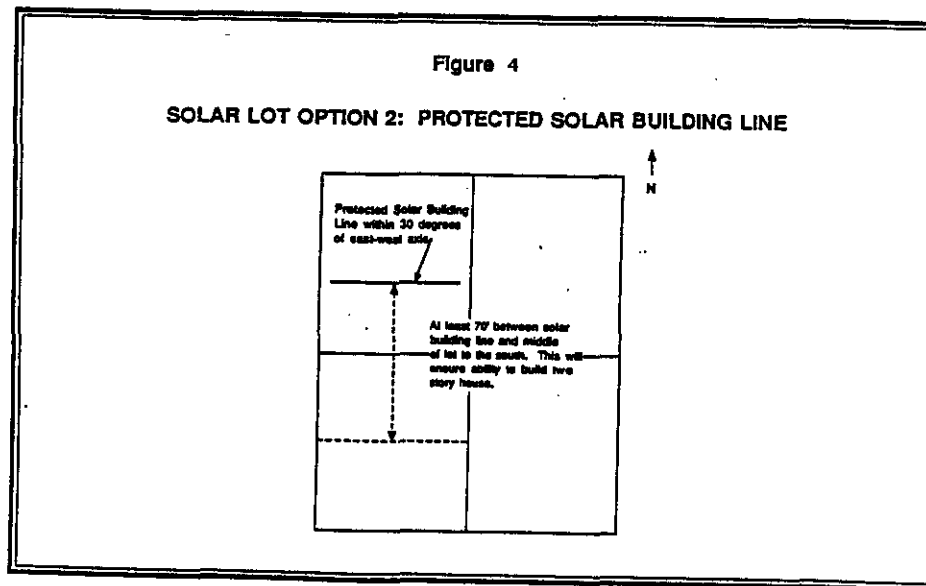 Figure 4
SOLAR LOT OPTION 2: PROTECTED SOLAR BUILDING LINE
N
Protected Solar Building
Line within 30 degrees
of east-west axis
At least 70' between solar
building line and middle
of lot to the south. This will
ensure ability to build two
story house.